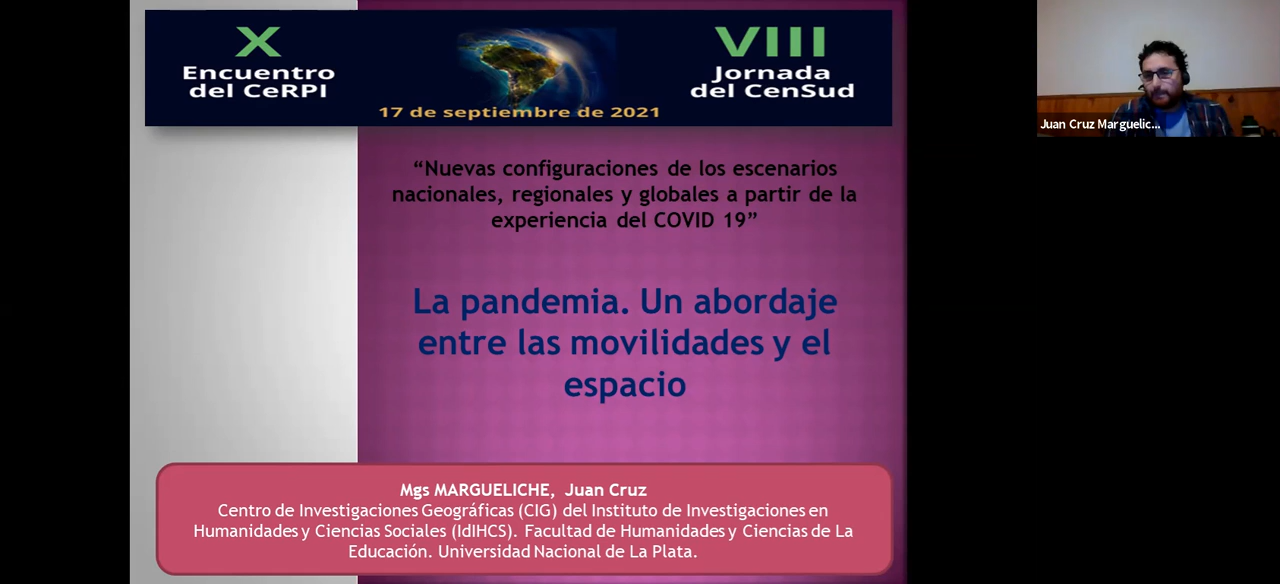 X
Encuentro
del CeRPI
17 de septiembre de 2021
VIII
Jornada
del CenSud
Juan Cruz Marguelic...
“Nuevas configuraciones de los escenarios
nacionales, regionales y globales a partir de la
experiencia del COVID 19”
La pandemia. Un abordaje
entre las movilidades y el
espacio
Mgs MARGUELICHE, Juan Cruz
Centro de Investigaciones Geográficas (CIG) del Instituto de Investigaciones en
Humanidades y Ciencias Sociales (IdIHCS). Facultad de Humanidades y Ciencias de La
Educación. Universidad Nacional de La Plata.